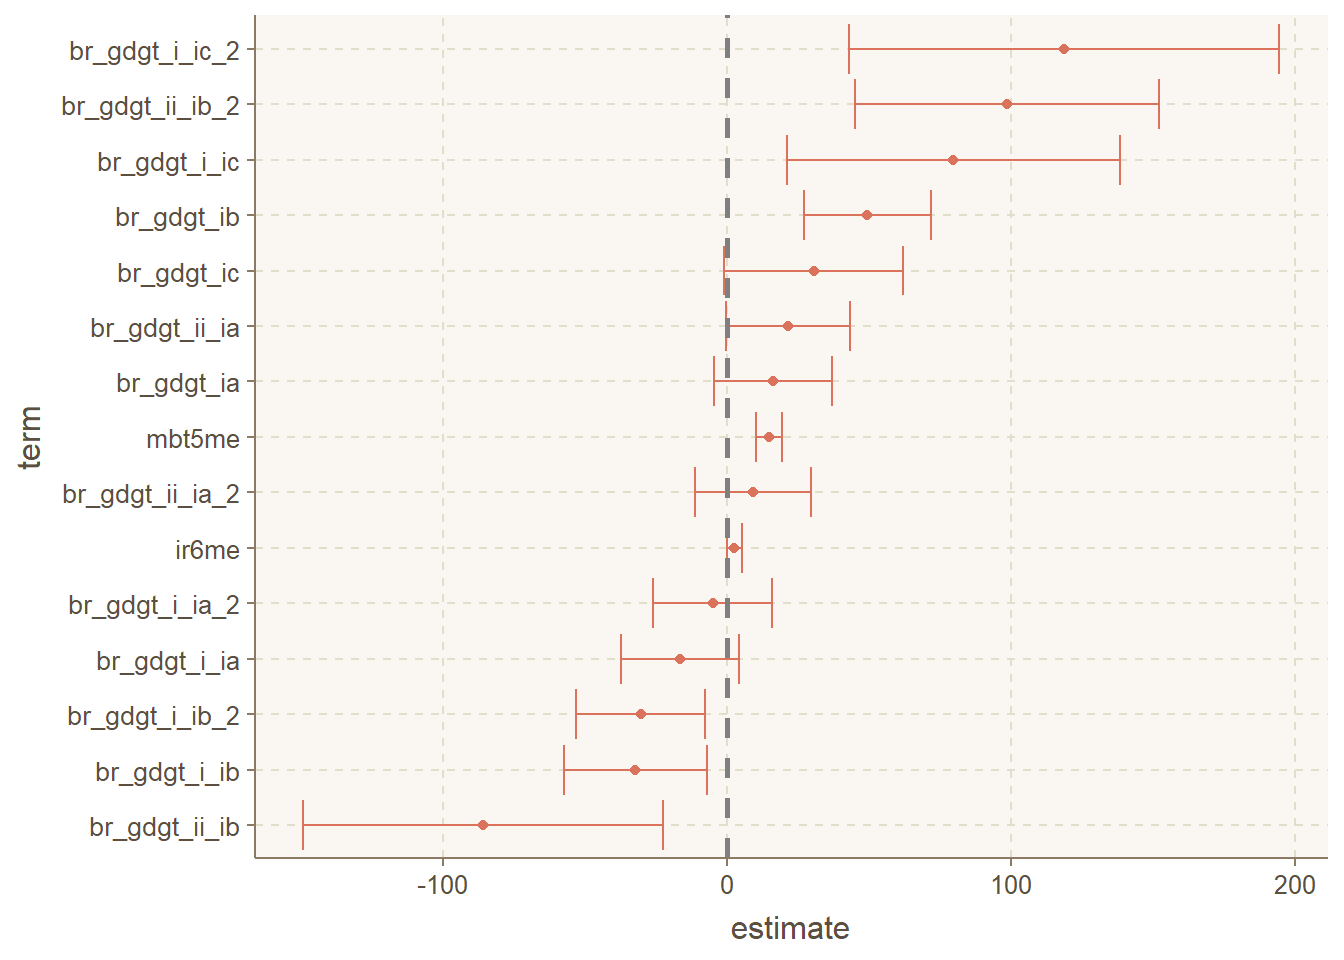 br_gdgt_i_ic_2
br_gdgt_ii_ib_2
br_gdgt_i_ic
br_gdgt_ib
br_gdgt_ic
br_gdgt_ii_ia
br_gdgt_ia
mbt5me
br_gdgt_ii_ia_2
ir6me
br_gdgt_i_ia_2
br_gdgt_i_ia
br_gdgt_i_ib_2
br_gdgt_i_ib
br_gdgt_ii_ib
term
-100 0 100 200
estimate